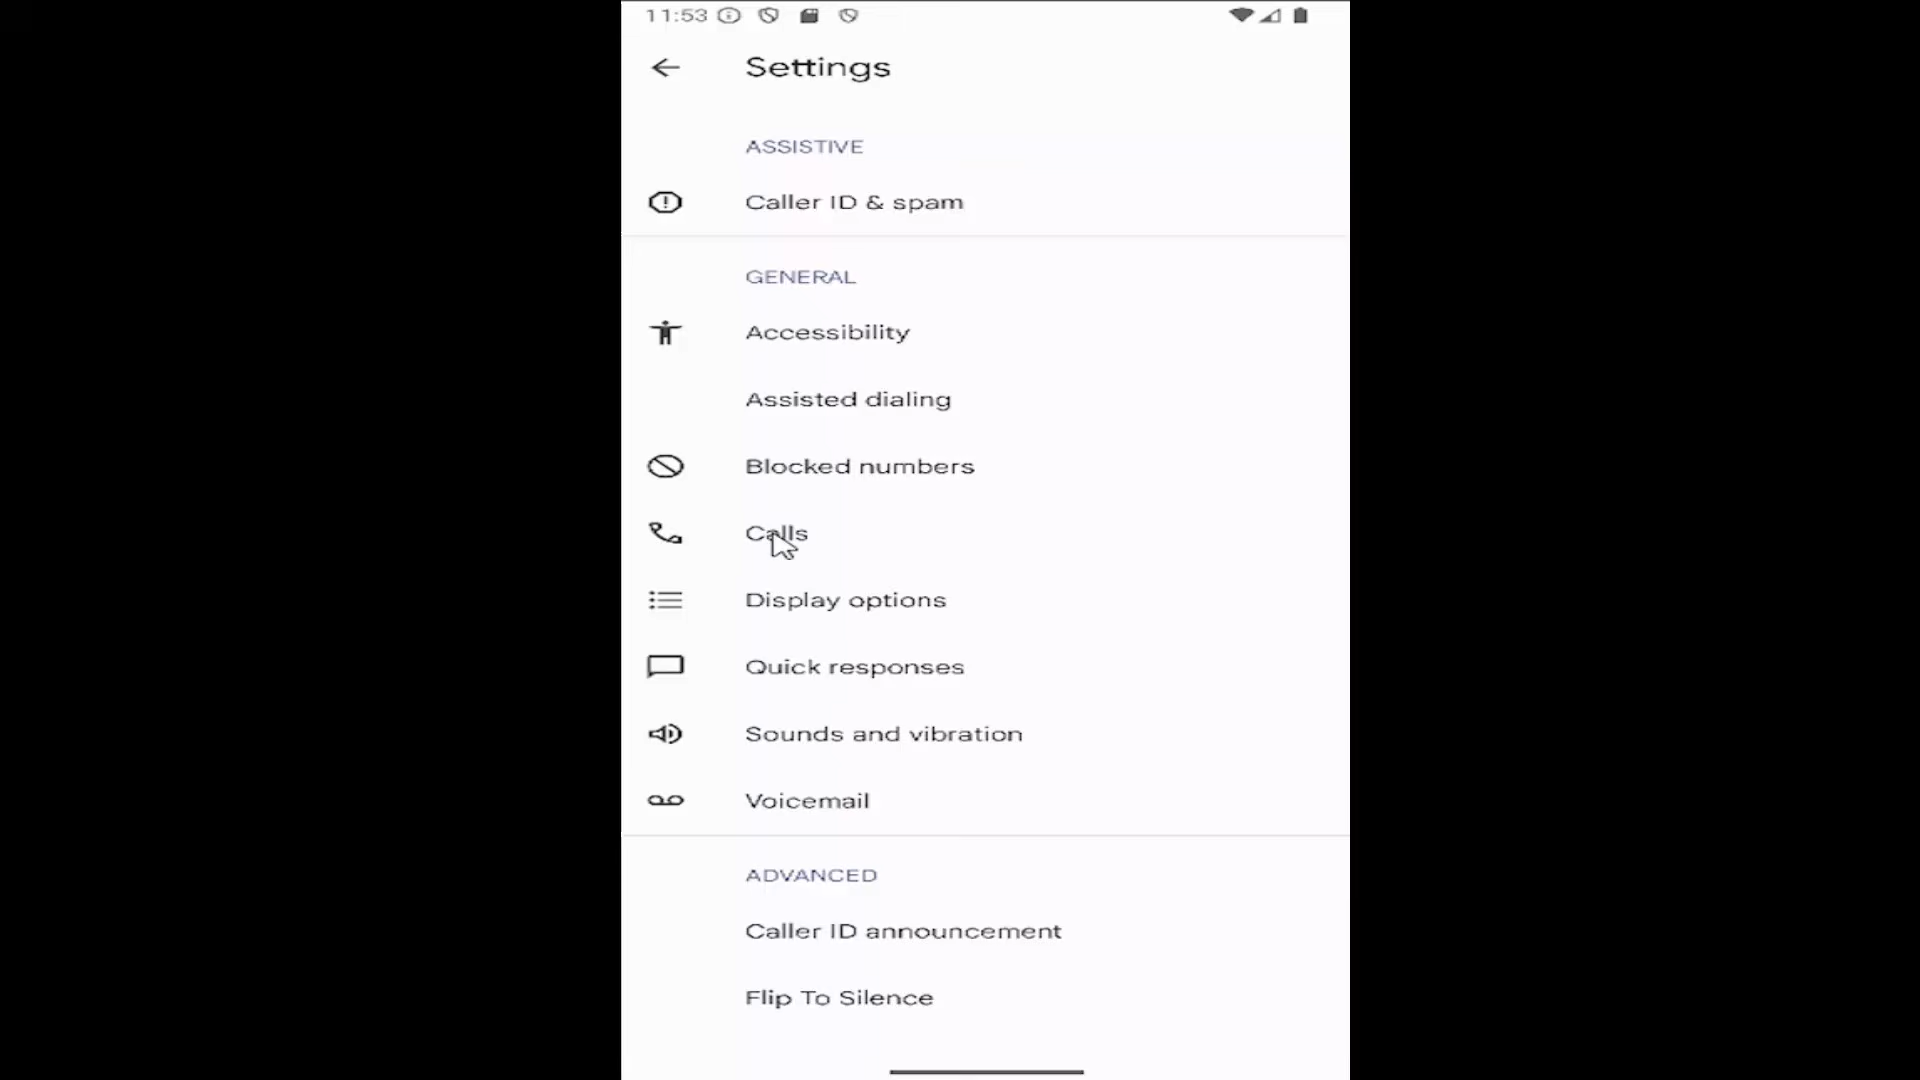 11:53
Settings
ASSISTIVE
Caller ID & spam
GENERAL
Accessibility
Assisted dialing
Blocked numbers
Calls
Display options
Quick responses
Sounds and vibration
Voicemail
ADVANCED
Caller ID announcement
Flip To Silence